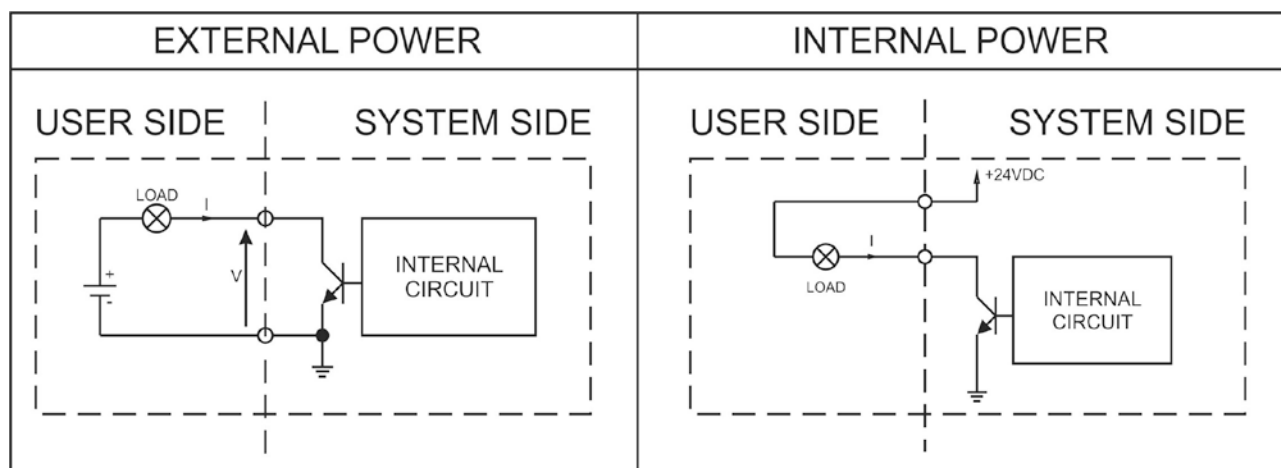 EXTERNAL POWER
USER SIDE
SYSTEM SIDE
LOAD
I
+
-
V
INTERNAL
CIRCUIT
INTERNAL POWER
USER SIDE
SYSTEM SIDE
+24VDC
I
LOAD
INTERNAL
CIRCUIT